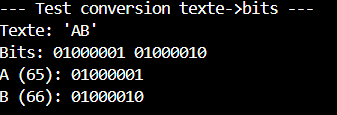 --- Test conversion texte->bits ---
Texte: 'AB'
Bits: 01000001 01000010
A (65): 01000001
B (66): 01000010